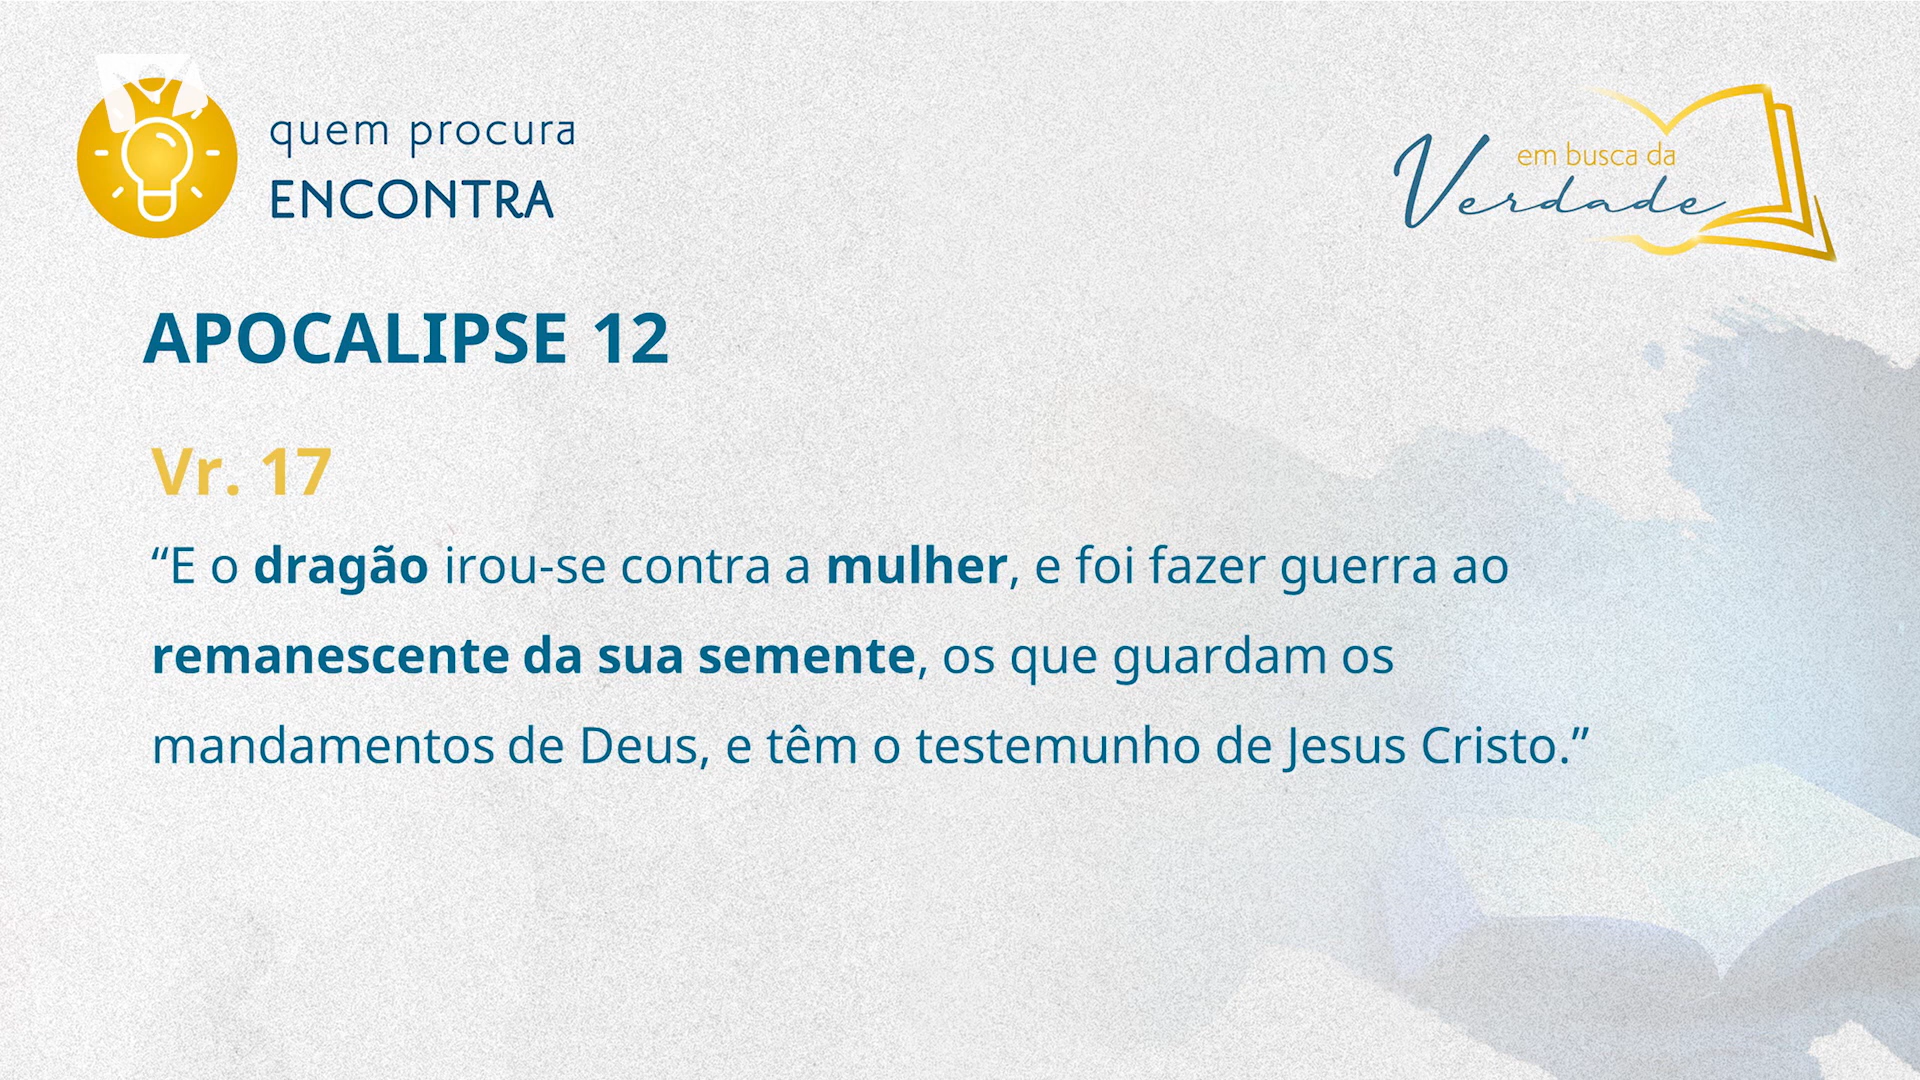 quem procura
ENCONTRA
em busca da
Verdade
APOCALIPSE 12
Vr. 17
“E o dragão irou-se contra a mulher, e foi fazer guerra ao
remanescente da sua semente, os que guardam os
mandamentos de Deus, e têm o testemunho de Jesus Cristo.”